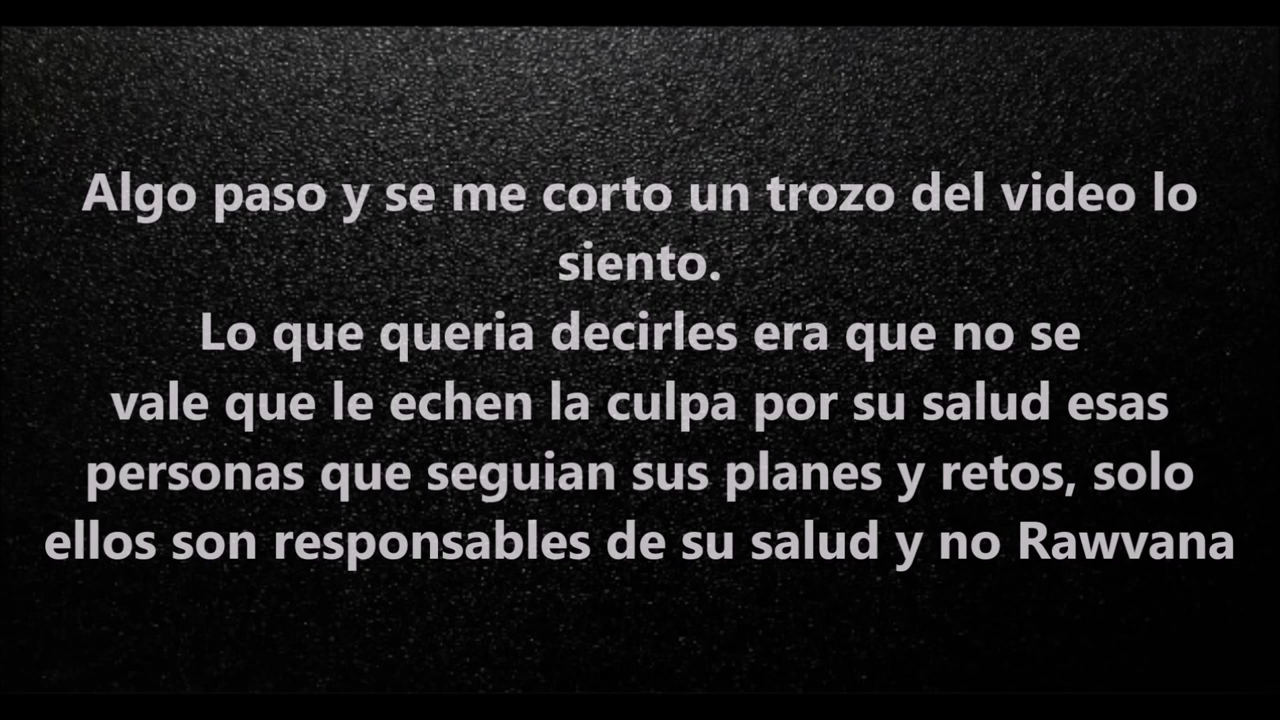 Algo paso y se me corto un trozo del video lo
siento.
Lo que queria decirles era que no se
vale que le echen la culpa por su salud esas
personas que seguian sus planes y retos, solo
ellos son responsables de su salud y no Rawvana